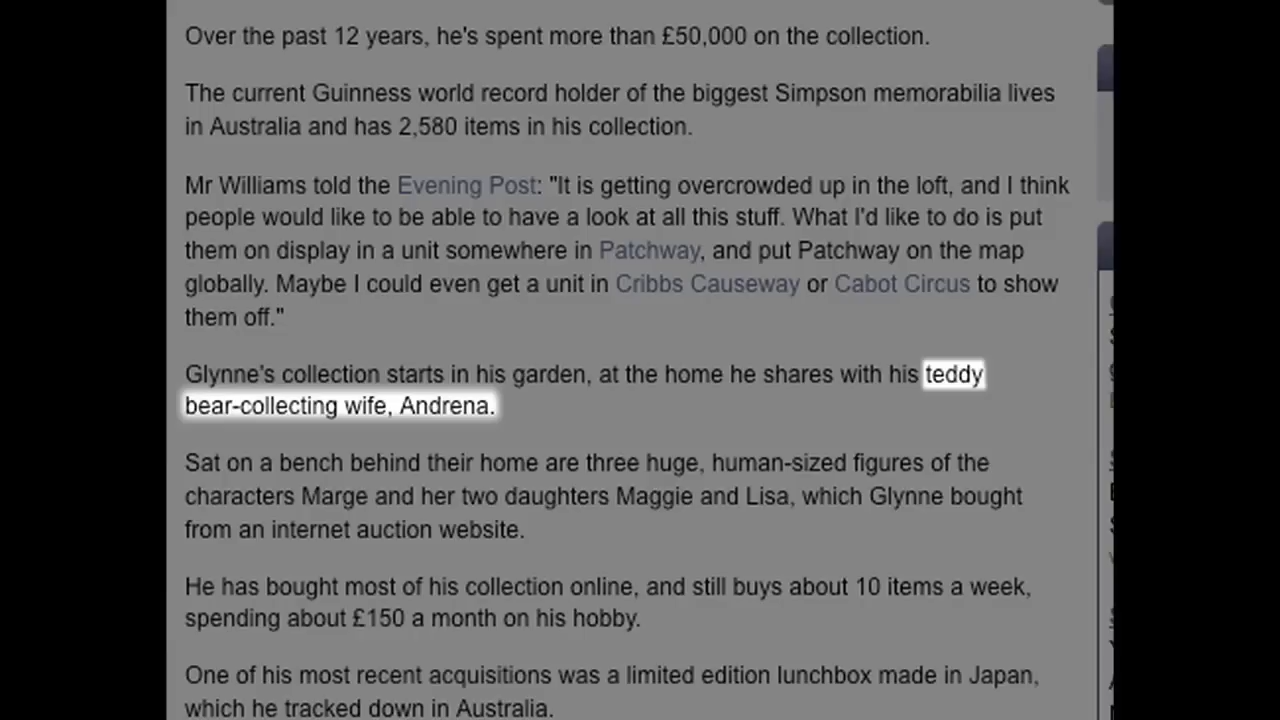 Over the past 12 years, he's spent more than £50,000 on the collection.
The current Guinness world record holder of the biggest Simpson memorabilia lives
in Australia and has 2,580 items in his collection.
Mr Williams told the Evening Post: "It is getting overcrowded up in the loft, and I think
people would like to be able to have a look at all this stuff. What I'd like to do is put
them on display in a unit somewhere in Patchway, and put Patchway on the map
globally. Maybe I could even get a unit in Cribbs Causeway or Cabot Circus to show
them off."
Glynne's collection starts in his garden, at the home he shares with his teddy
bear-collecting wife, Andrena.
Sat on a bench behind their home are three huge, human-sized figures of the
characters Marge and her two daughters Maggie and Lisa, which Glynne bought
from an internet auction website.
He has bought most of his collection online, and still buys about 10 items a week,
spending about £150 a month on his hobby.
One of his most recent acquisitions was a limited edition lunchbox made in Japan,
which he tracked down in Australia.